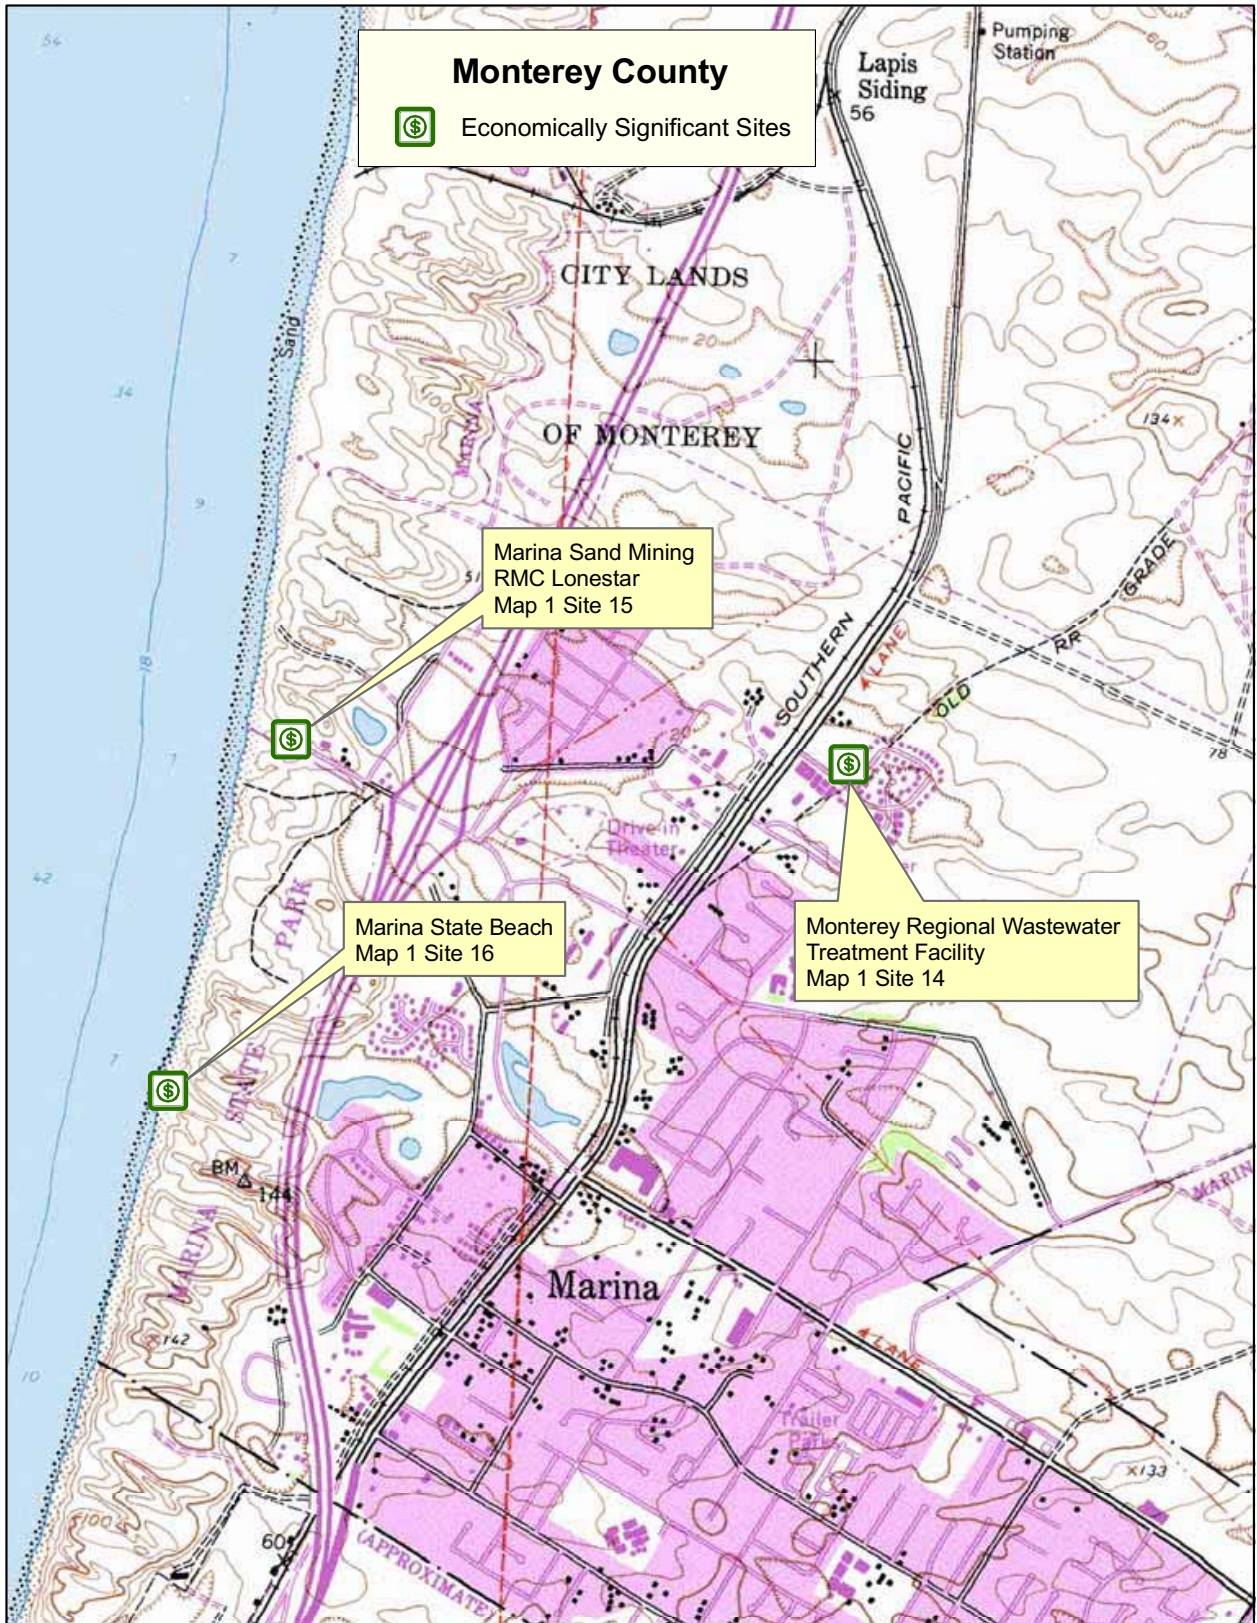 Monterey County
Economically Significant Sites
Pumping
Station
Lapis
Siding
56
60
54
7
Sand
CITY LANDS
20
34
MARINA
100
OF MONTEREY
134
PACIFIC
9
GRADE
Marina Sand Mining
RMC Lonestar
Map 1 Site 15
51
SOUTHERN
LANE
RR
OLD
18
20
78
7
Drive in
Theater
42
PARK
Marina State Beach
Map 1 Site 16
Monterey Regional Wastewater
Treatment Facility
Map 1 Site 14
7
STATE
BM
144
MARIN
MARINA
Marina
142
LANE
10
Trailer
Park
133
100
60
(APPROXIMATE)